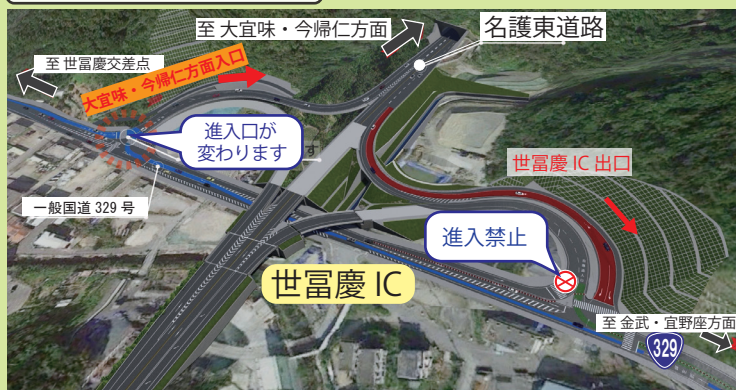 至 大宜味・今帰仁方面
名護東道路
至 世冨慶交差点
大宜味・今帰仁方面入口
進入口が
変わります
す
世冨慶 IC 出口
一般国道 329 号
進入禁止
世冨慶 IC
至 金武・宜野座方面
329